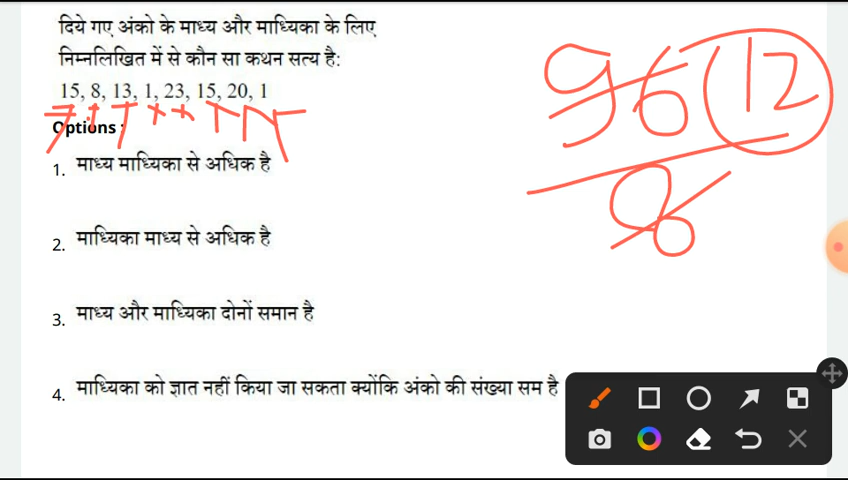 दिये गए अंको के माध्य और माध्यिका के लिए
निम्नलिखित में से कौन सा कथन सत्य है:
15, 8, 13, 1, 23, 15, 20, 1
Options :
1. माध्य माध्यिका से अधिक है
2. माध्यिका माध्य से अधिक है
3. माध्य और माध्यिका दोनों समान है
4. माध्यिका को ज्ञात नहीं किया जा सकता क्योंकि अंको की संख्या सम है
96 12
8